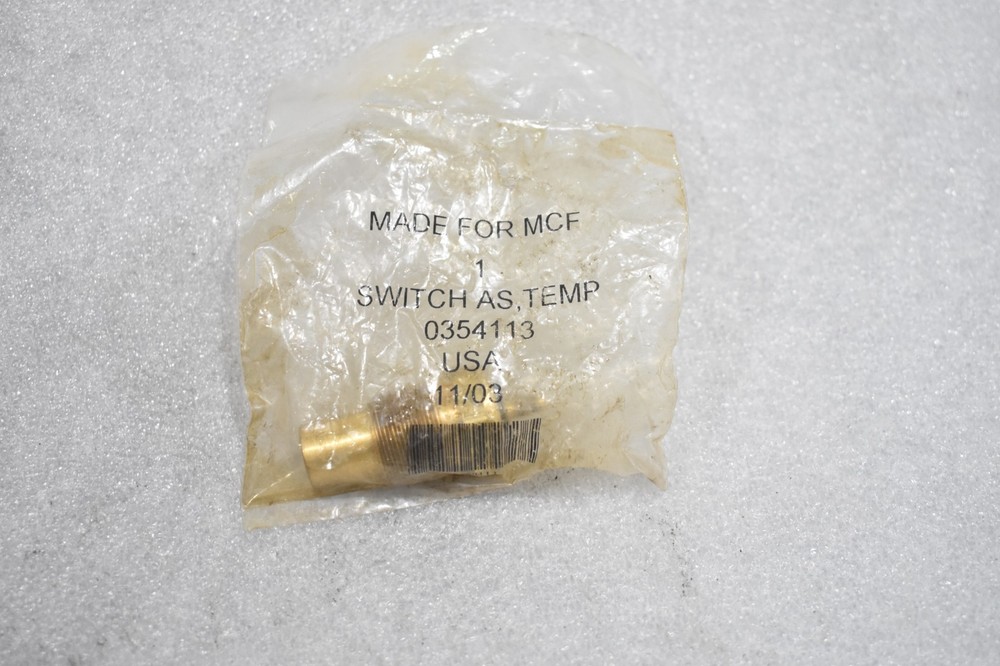 MADE FOR MCF
1
SWITCH AS,TEMP
0354113
USA
11/03